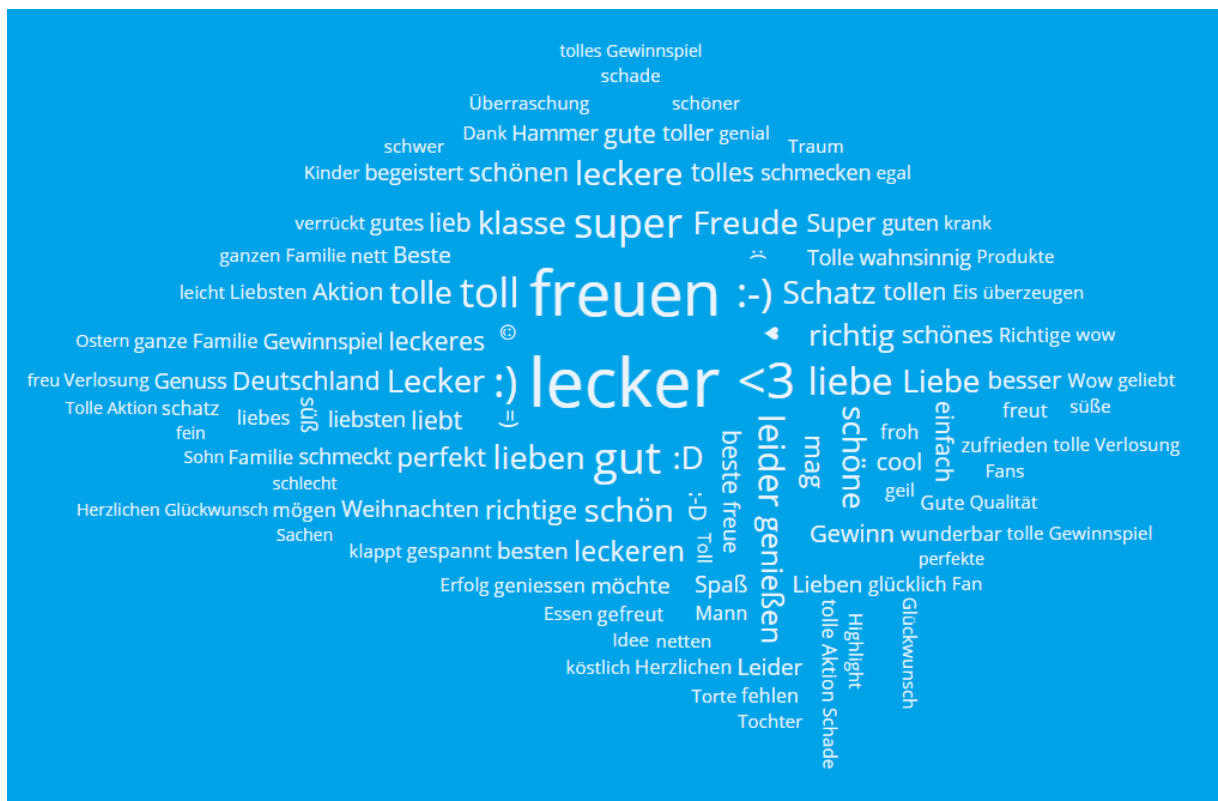 tolles Gewinnspiel
schade
Überraschung schöner
Dank Hammer gute toller genial
schwer Traum
Kinder begeistert schönen leckere tolles schmecken egal
verrückt gutes lieb klasse super Freude Super guten krank
ganzen Familie nett Beste :( Tolle wahnsinnig Produkte
leicht Liebsten Aktion tolle toll freuen :-) Schatz tollen Eis überzeugen
Ostern ganze Familie Gewinnspiel leckeres ☺ ♥ richtig schönes Richtige wow
freu Verlosung Genuss Deutschland Lecker :) lecker <3 liebe Liebe besser Wow geliebt
Tolle Aktion schatz liebes süß liebsten liebt =) freut süße
fein
leider mag schöne froh einfach
Sohn Familie schmeckt perfekt lieben gut :D beste cool zufrieden tolle Verlosung
schlecht geil Fans
Herzlichen Glückwunsch mögen Weihnachten richtige schön :-D freue Gute Qualität
Sachen
klappt gespannt besten leckeren Toll genießen Gewinn wunderbar tolle Gewinnspiel
perfekte
Erfolg geniessen möchte Spaß Lieben glücklich Fan
Essen gefreut Mann tolle Aktion Highlight Glückwunsch
Idee netten
köstlich Herzlichen Leider
Torte fehlen
Tochter Schade